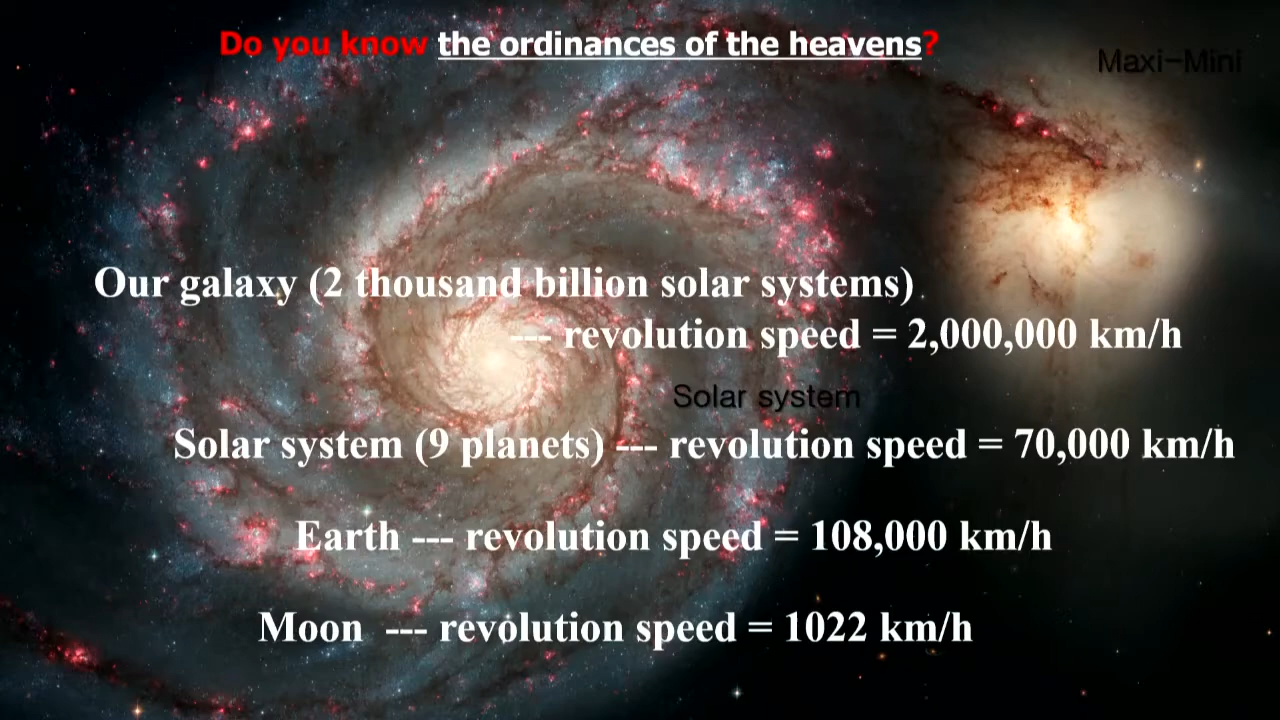 Do you know the ordinances of the heavens?
Maxi-Mini
Our galaxy (2 thousand billion solar systems)
--- revolution speed = 2,000,000 km/h
Solar system
Solar system (9 planets) --- revolution speed = 70,000 km/h
Earth --- revolution speed = 108,000 km/h
Moon --- revolution speed = 1022 km/h